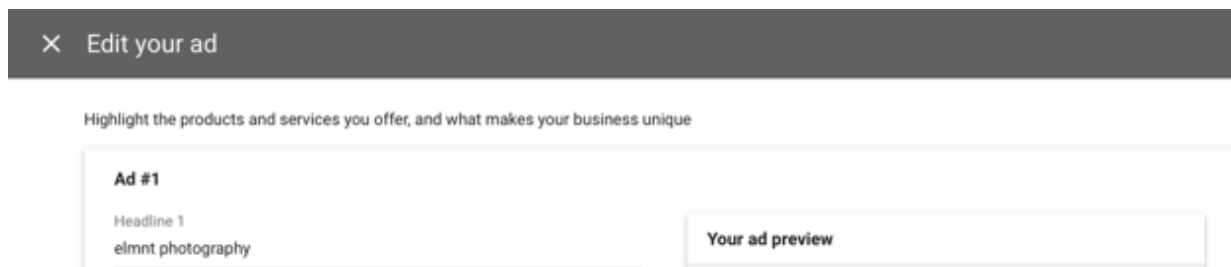 Edit your ad
Highlight the products and services you offer, and what makes your business unique
Ad #1
Headline 1
elmnt photography
Your ad preview